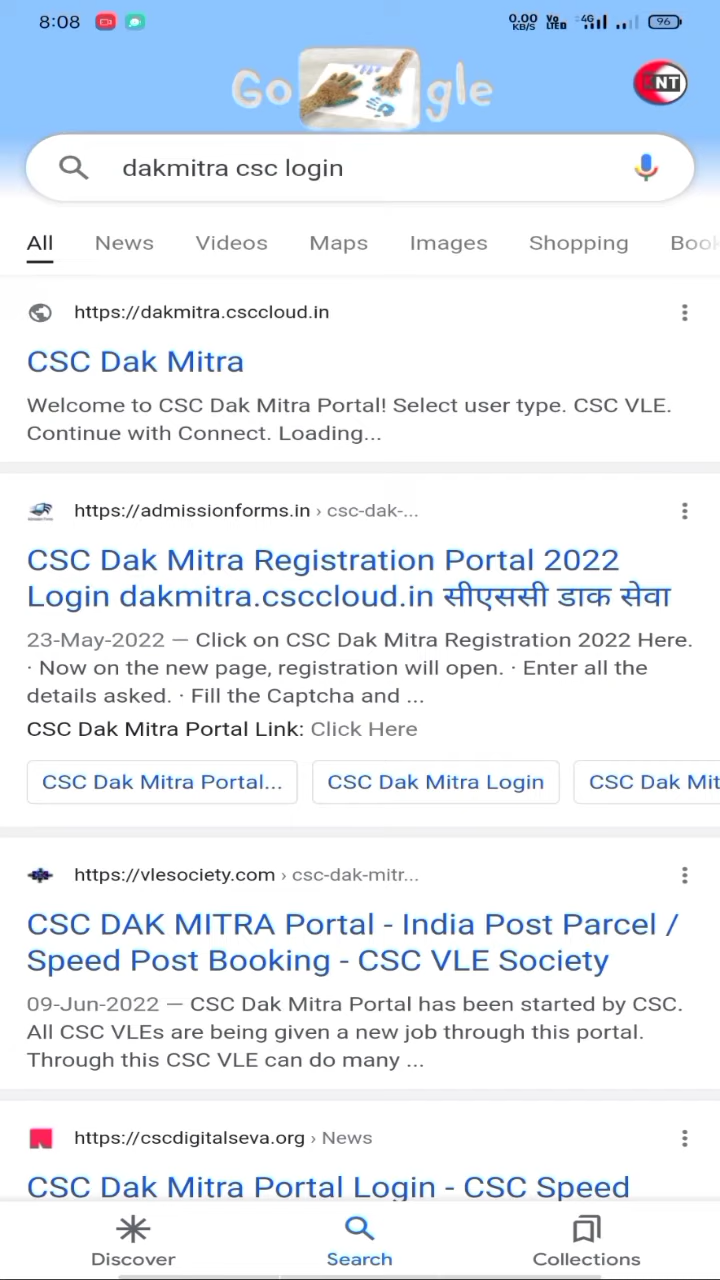 8:08
0.00 KB/S
4G
96
Go gle
NT
dakmitra csc login
All News Videos Maps Images Shopping
https://dakmitra.csccloud.in
CSC Dak Mitra
Welcome to CSC Dak Mitra Portal! Select user type. CSC VLE.
Continue with Connect. Loading...
https://admissionforms.in › csc-dak-...
CSC Dak Mitra Registration Portal 2022
Login dakmitra.csccloud.in सीएससी डाक सेवा
23-May-2022 — Click on CSC Dak Mitra Registration 2022 Here.
· Now on the new page, registration will open. · Enter all the
details asked. · Fill the Captcha and ...
CSC Dak Mitra Portal Link: Click Here
CSC Dak Mitra Portal... CSC Dak Mitra Login CSC Dak Mit
https://vlesociety.com › csc-dak-mitr...
CSC DAK MITRA Portal - India Post Parcel /
Speed Post Booking - CSC VLE Society
09-Jun-2022 — CSC Dak Mitra Portal has been started by CSC.
All CSC VLEs are being given a new job through this portal.
Through this CSC VLE can do many ...
https://cscdigitalseva.org › News
CSC Dak Mitra Portal Login - CSC Speed
Discover Search Collections